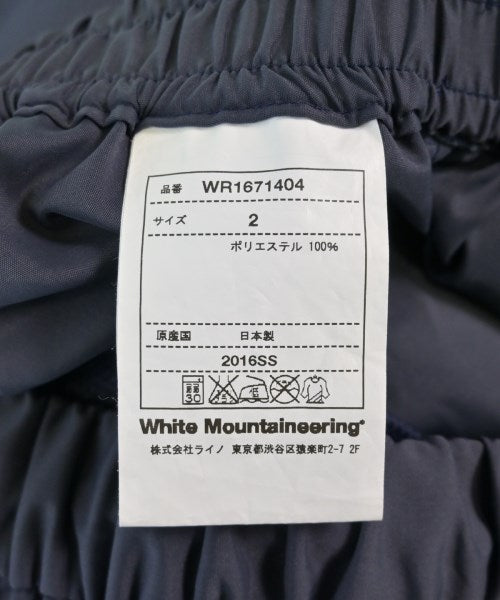 品番 WR1671404
サイズ 2
ポリエステル 100%
原産国 日本製
2016SS
30
White Mountaineering®
株式会社ライノ 東京都渋谷区猿楽町2-7 2F